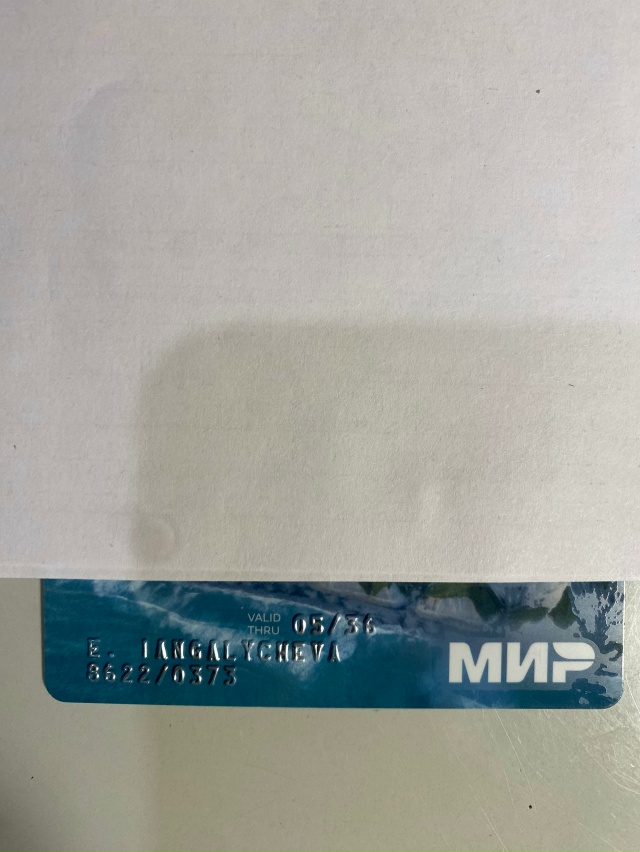 VALID
THRU 05/36
E. IANGALYCHEVA
8622/0373
МИР